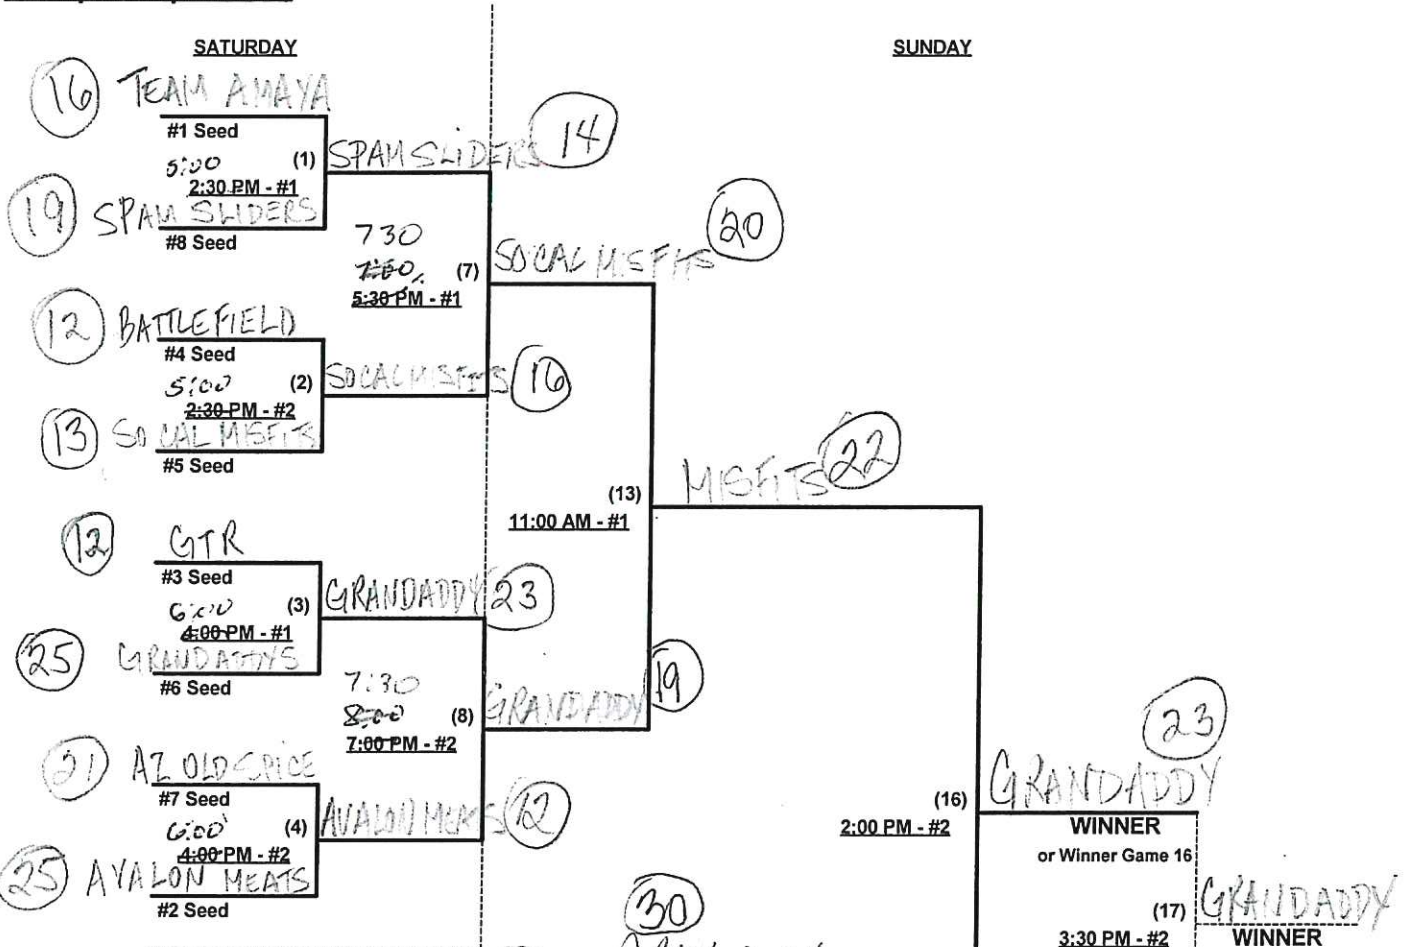 SATURDAY
SUNDAY
16 TEAM AMAYA
#1 Seed
5:00 (1)
2:30 PM - #1
19 SPAM SLIDERS
#8 Seed
SPAM SLIDERS 14
730
7:00 (7)
5:30 PM - #1
SOCAL MISFITS 20
12 BATTLEFIELD
#4 Seed
5:00 (2)
2:30 PM - #2
13 SO CAL MISFITS
#5 Seed
SOCAL MISFITS 16
(13)
11:00 AM - #1
MISFITS 22
12 GTR
#3 Seed
6:00 (3)
4:00 PM - #1
25 GRANDADDYS
#6 Seed
GRANDADDY 23
7:30
8:00 (8)
7:00 PM - #2
GRANDADDY 19
21 AZ OLD SPICE
#7 Seed
6:00 (4)
4:00 PM - #2
25 AVALON MEATS
#2 Seed
AVALON MEATS 12
30
(16)
2:00 PM - #2
23
GRANDADDY
WINNER
or Winner Game 16
(17)
3:30 PM - #2
GRANDADDY
WINNER